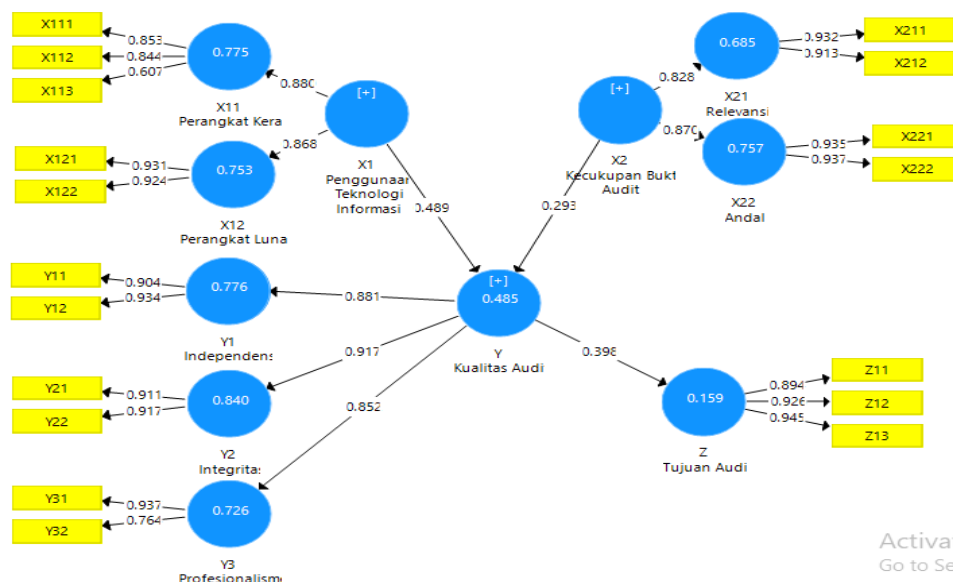 X111
X112
X113
0.853
0.844
0.607
0.775
X11
Perangkat Kera
0.880
[+]
X1
Penggunaar
Teknologi
Informasi
0.868
X121
X122
0.931
0.924
0.753
X12
Perangkat Luna
0.489
[+]
X2
Kecukupan Bukt
Audit
0.828
0.685
X21
Relevansi
0.932
0.913
X211
X212
0.870
0.757
X22
Andal
0.935
0.937
X221
X222
0.293
Y11
Y12
0.904
0.934
0.776
Y1
Independens
0.881
[+]
0.485
Y
Kualitas Audi
Y21
Y22
0.911
0.917
0.840
Y2
Integrita:
0.917
0.852
Y31
Y32
0.937
0.764
0.726
Y3
Profesionalism
0.398
0.159
Z
Tujuan Audi
0.894
0.926
0.945
Z11
Z12
Z13
Activa
Go to Se